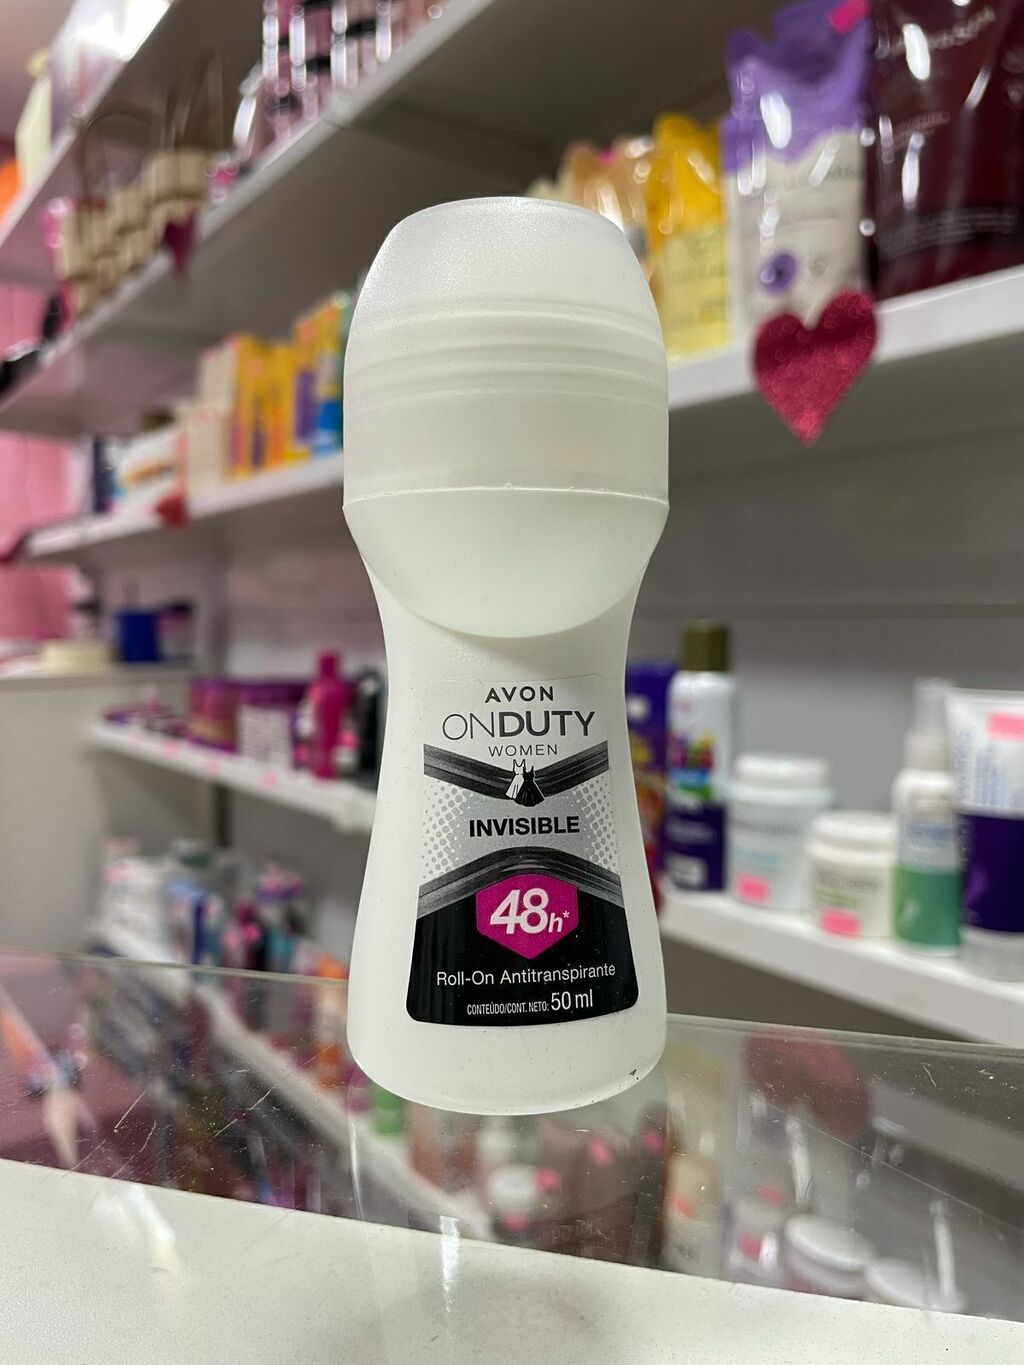 AVON
ONDUTY
WOMEN
INVISIBLE
48h*
Roll-On Antitranspirante
CONTEÚDO/CONT. NETO: 50 ml